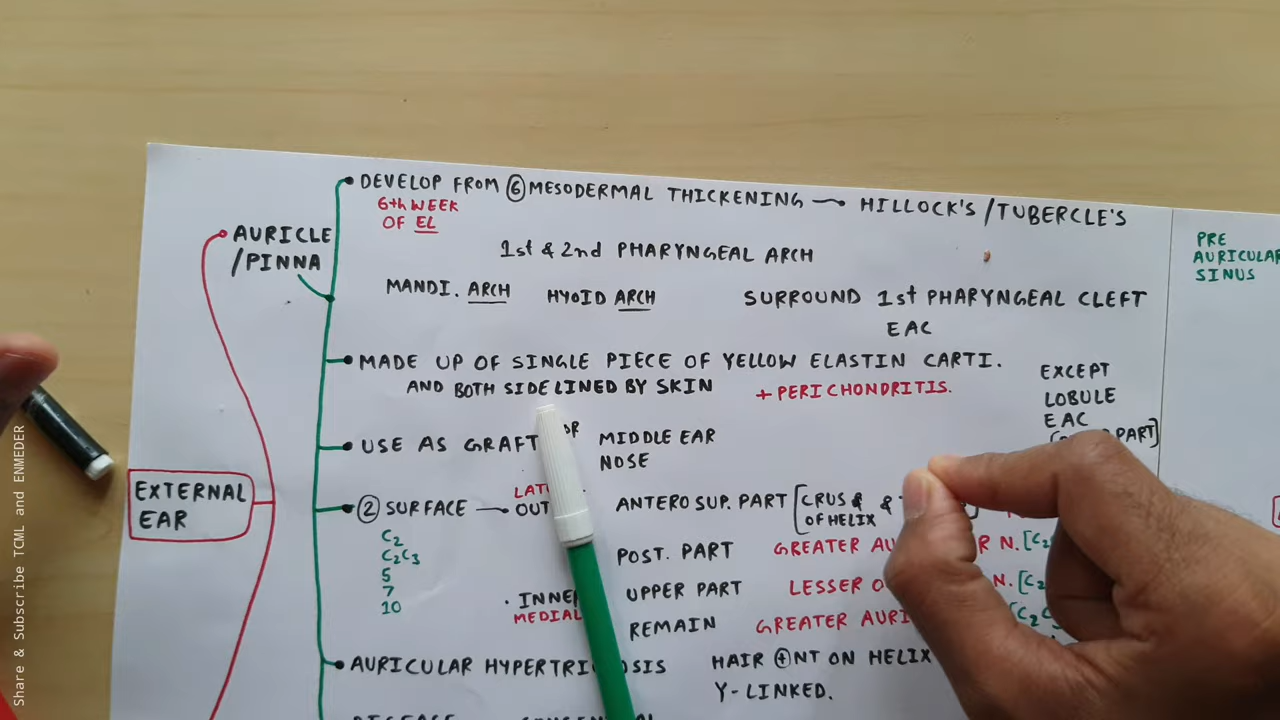 DEVELOP FROM ⑥ MESODERMAL THICKENING → HILLOCK'S / TUBERCLE'S
6th WEEK
OF EL
1st & 2nd PHARYNGEAL ARCH
MANDI. ARCH HYOID ARCH SURROUND 1st PHARYNGEAL CLEFT
EAC
AURICLE
/PINNA
PRE
AURICULAR
SINUS
MADE UP OF SINGLE PIECE OF YELLOW ELASTIN CARTI.
AND BOTH SIDE LINED BY SKIN + PERICHONDRITIS.
EXCEPT
LOBULE
EAC
PART]
USE AS GRAFT MIDDLE EAR
NOSE
EXTERNAL
EAR
② SURFACE → ANTERO SUP. PART [CRUS & &
OF HELIX
C2
C2C3
5
7
10
POST. PART GREATER N.
UPPER PART LESSER N.
MEDIAL
REMAIN GREATER
AURICULAR HYPERTRICOSIS HAIR ⊕NT ON HELIX
Y-LINKED.
Share & Subscribe TCML and ENMEDER